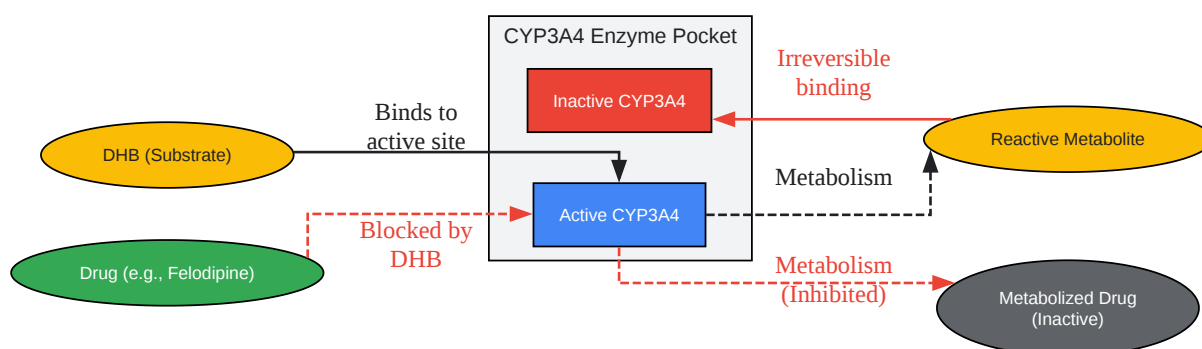 CYP3A4 Enzyme Pocket
Inactive CYP3A4
Irreversible
binding
Binds to
active site
DHB (Substrate)
Reactive Metabolite
Metabolism
Active CYP3A4
Blocked by
DHB
Drug (e.g., Felodipine)
Metabolism
(Inhibited)
Metabolized Drug
(Inactive)